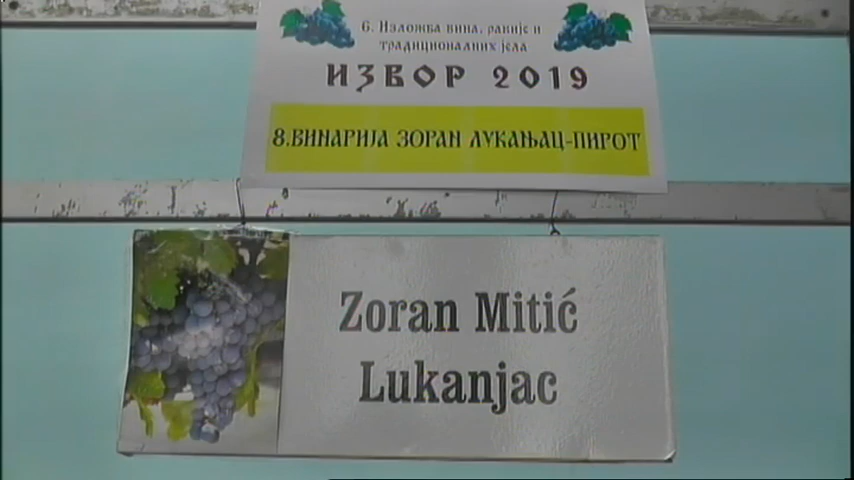 6. Изложба вина, ракије и
традиционалних јела
ИЗВОР 2019
8.ВИНАРИЈА ЗОРАН ЛУКАЊАЦ-ПИРОТ
Zoran Mitić
Lukanjac